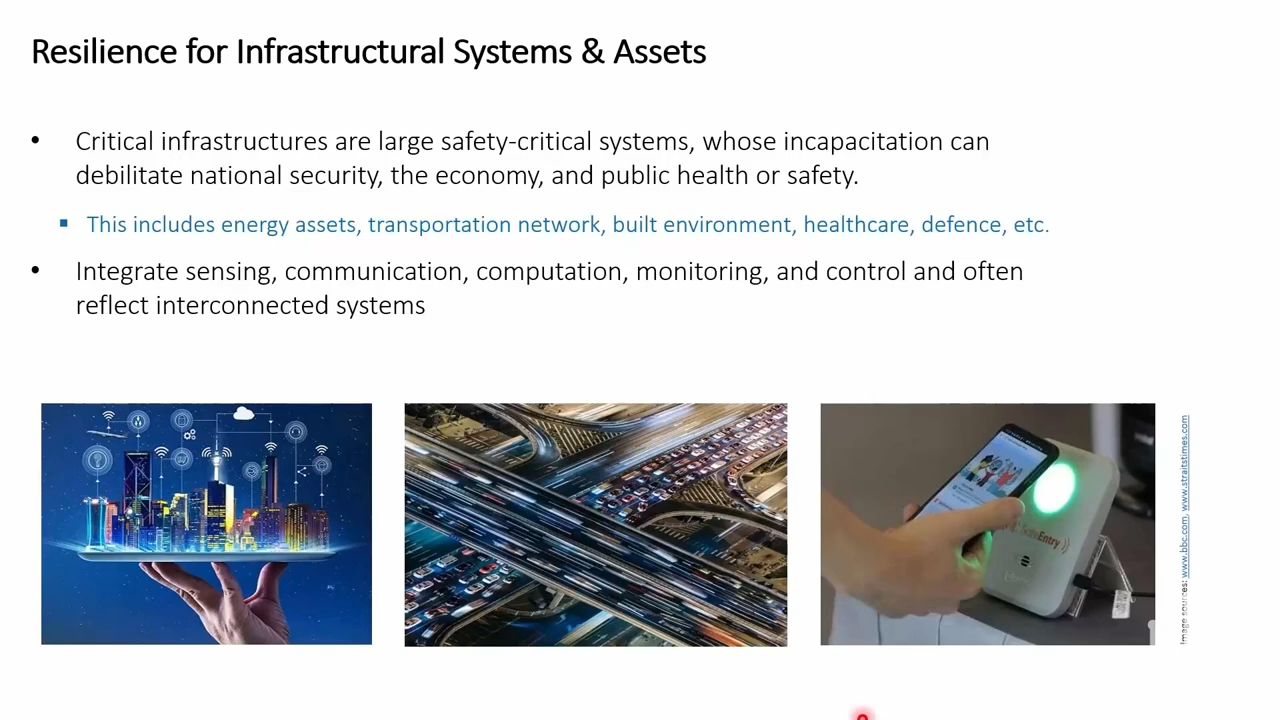 Resilience for Infrastructural Systems & Assets
• Critical infrastructures are large safety-critical systems, whose incapacitation can
debilitate national security, the economy, and public health or safety.
▪ This includes energy assets, transportation network, built environment, healthcare, defence, etc.
• Integrate sensing, communication, computation, monitoring, and control and often
reflect interconnected systems
SafeEntry
Image sources: www.bbc.com, www.straitstimes.com